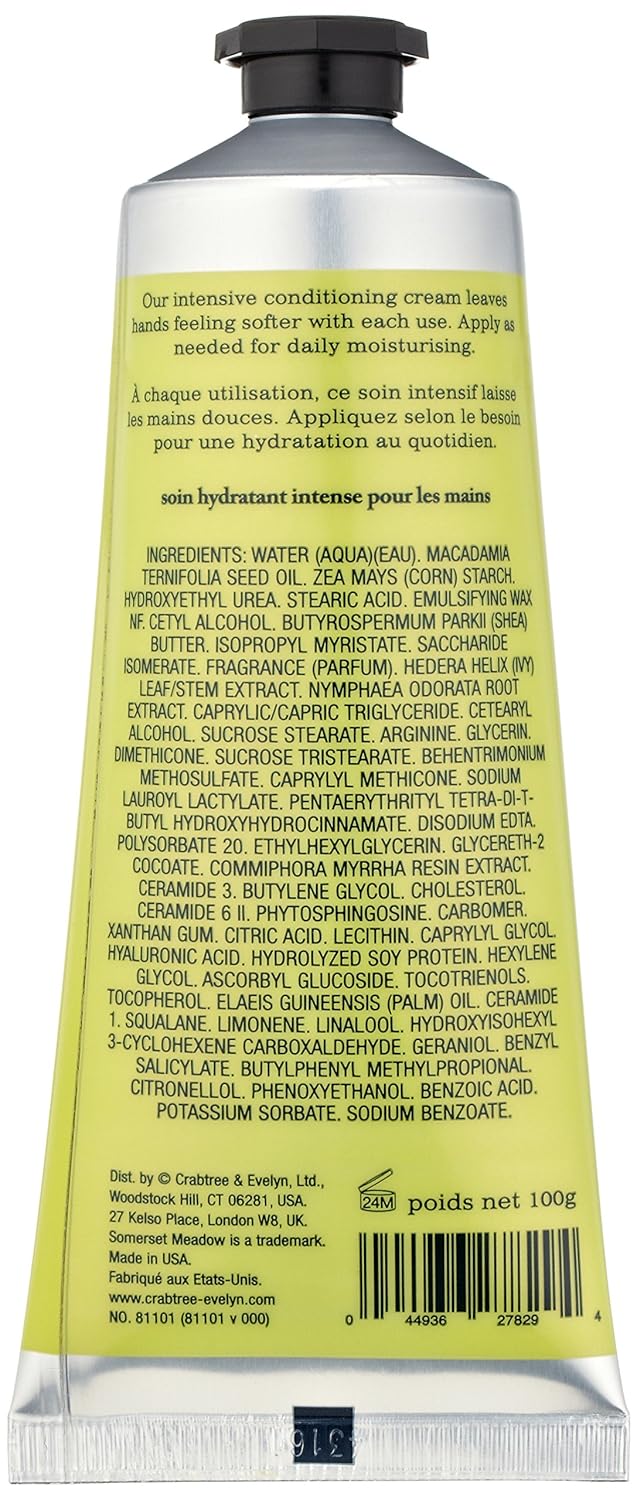 Our intensive conditioning cream leaves
hands feeling softer with each use. Apply as
needed for daily moisturising.
À chaque utilisation, ce soin intensif laisse
les mains douces. Appliquez selon le besoin
pour une hydratation au quotidien.
soin hydratant intense pour les mains
INGREDIENTS: WATER (AQUA)(EAU). MACADAMIA
TERNIFOLIA SEED OIL. ZEA MAYS (CORN) STARCH.
HYDROXYETHYL UREA. STEARIC ACID. EMULSIFYING WAX
NF. CETYL ALCOHOL. BUTYROSPERMUM PARKII (SHEA)
BUTTER. ISOPROPYL MYRISTATE. SACCHARIDE
ISOMERATE. FRAGRANCE (PARFUM). HEDERA HELIX (IVY)
LEAF/STEM EXTRACT. NYMPHAEA ODORATA ROOT
EXTRACT. CAPRYLIC/CAPRIC TRIGLYCERIDE. CETEARYL
ALCOHOL. SUCROSE STEARATE. ARGININE. GLYCERIN.
DIMETHICONE. SUCROSE TRISTEARATE. BEHENTRIMONIUM
METHOSULFATE. CAPRYLYL METHICONE. SODIUM
LAUROYL LACTYLATE. PENTAERYTHRITYL TETRA-DI-T-
BUTYL HYDROXYHYDROCINNAMATE. DISODIUM EDTA.
POLYSORBATE 20. ETHYLHEXYLGLYCERIN. GLYCERETH-2
COCOATE. COMMIPHORA MYRRHA RESIN EXTRACT.
CERAMIDE 3. BUTYLENE GLYCOL. CHOLESTEROL.
CERAMIDE 6 II. PHYTOSPHINGOSINE. CARBOMER.
XANTHAN GUM. CITRIC ACID. LECITHIN. CAPRYLYL GLYCOL.
HYALURONIC ACID. HYDROLYZED SOY PROTEIN. HEXYLENE
GLYCOL. ASCORBYL GLUCOSIDE. TOCOTRIENOLS.
TOCOPHEROL. ELAEIS GUINEENSIS (PALM) OIL. CERAMIDE
1. SQUALANE. LIMONENE. LINALOOL. HYDROXYISOHEXYL
3-CYCLOHEXENE CARBOXALDEHYDE. GERANIOL. BENZYL
SALICYLATE. BUTYLPHENYL METHYLPROPIONAL.
CITRONELLOL. PHENOXYETHANOL. BENZOIC ACID.
POTASSIUM SORBATE. SODIUM BENZOATE.
Dist. by © Crabtree & Evelyn, Ltd.,
Woodstock Hill, CT 06281, USA.
27 Kelso Place, London W8, UK.
Somerset Meadow is a trademark.
Made in USA.
Fabriqué aux Etats-Unis.
www.crabtree-evelyn.com
NO. 81101 (81101 v 000)
24M poids net 100g
0 44936 27829 4